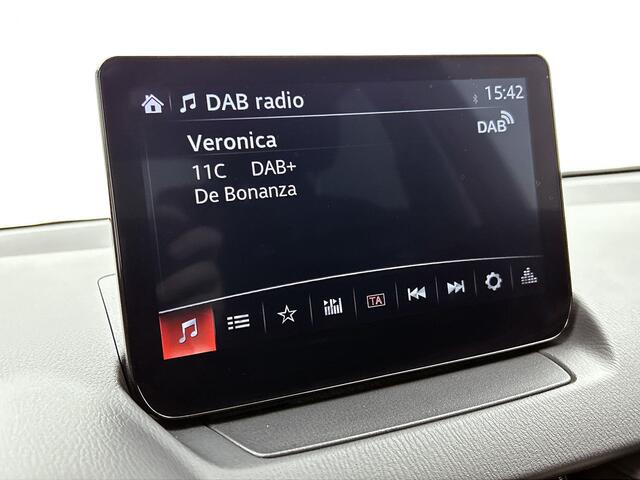 DAB radio 15:42
Veronica DAB
11C DAB+
De Bonanza
TA